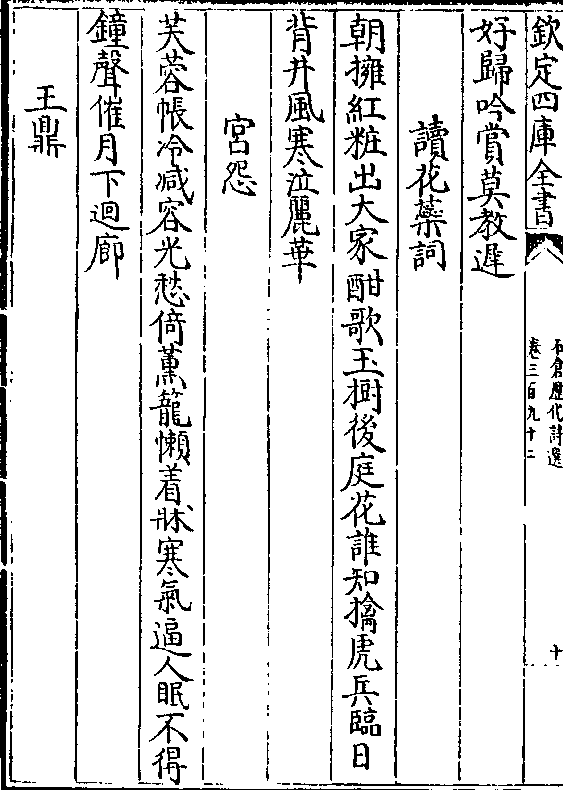 欽定四庫全書
石倉歷代詩選
卷三百九十二
十
好歸吟賞莫教遲
讀花蘂詞
朝擁紅粧出大家酣歌玉樹後庭花誰知擒虎兵臨日
背井風寒泣麗華
宮怨
芙蓉帳冷减容光愁倚薰籠懶着牀寒氣逼人眠不得
鐘聲催月下迴廊
王鼎